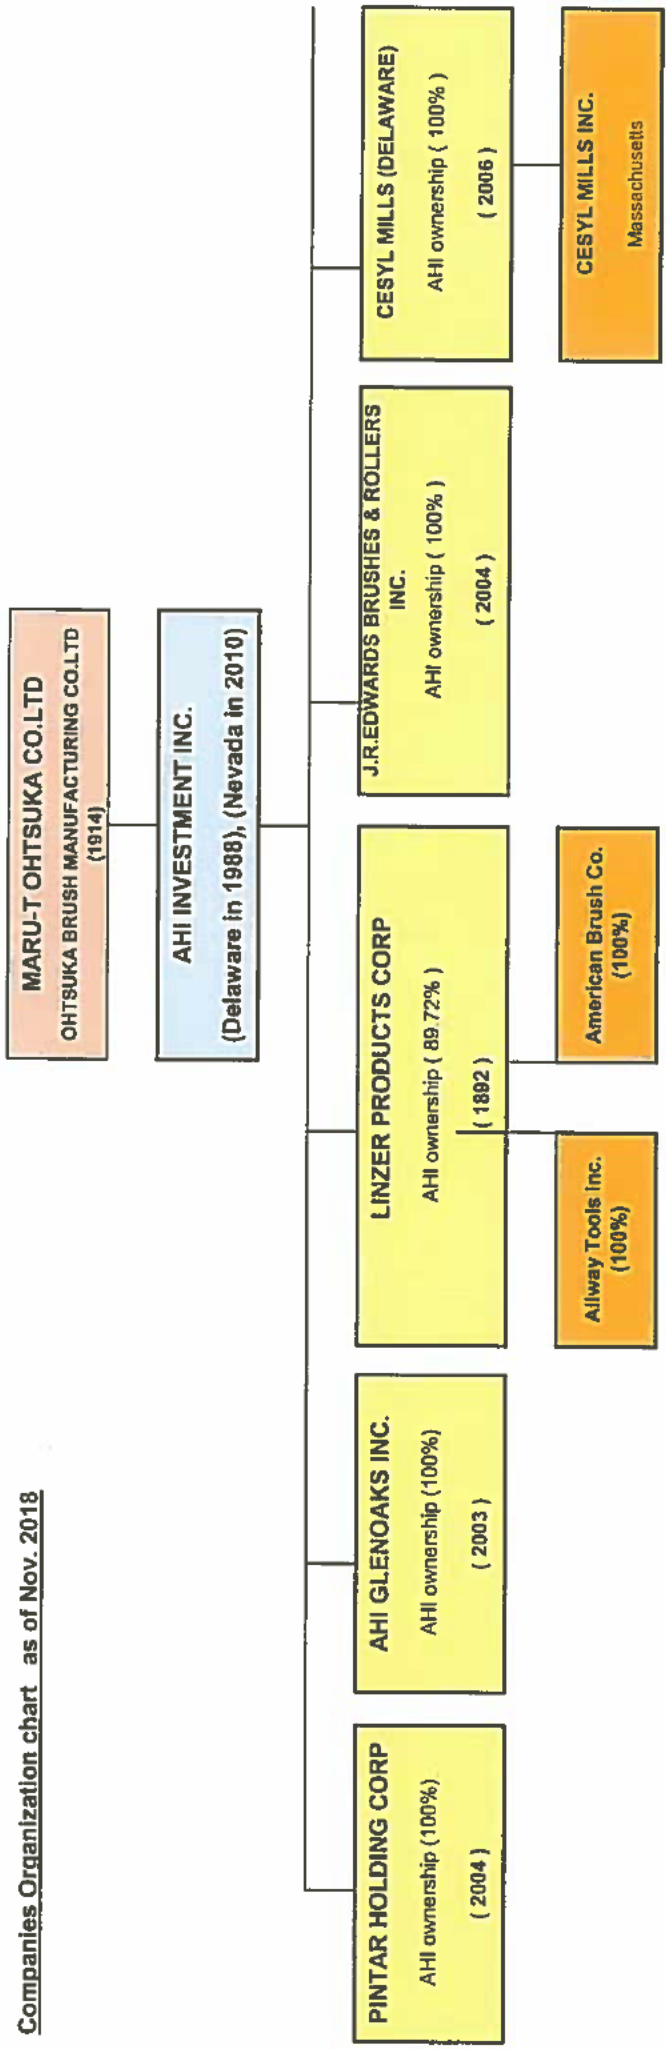 Companies Organization chart as of Nov. 2018
MARU-T OHTSUKA CO.LTD
OHTSUKA BRUSH MANUFACTURING CO.LTD
(1914)
AHI INVESTMENT INC.
(Delaware in 1988), (Nevada in 2010)
PINTAR HOLDING CORP
AHI ownership (100%)
( 2004 )
AHI GLENOAKS INC.
AHI ownership (100%)
( 2003 )
LINZER PRODUCTS CORP
AHI ownership ( 89.72% )
( 1892 )
J.R.EDWARDS BRUSHES & ROLLERS
INC.
AHI ownership ( 100% )
( 2004 )
CESYL MILLS (DELAWARE)
AHI ownership ( 100% )
( 2006 )
Allway Tools Inc.
(100%)
American Brush Co.
(100%)
CESYL MILLS INC.
Massachusetts